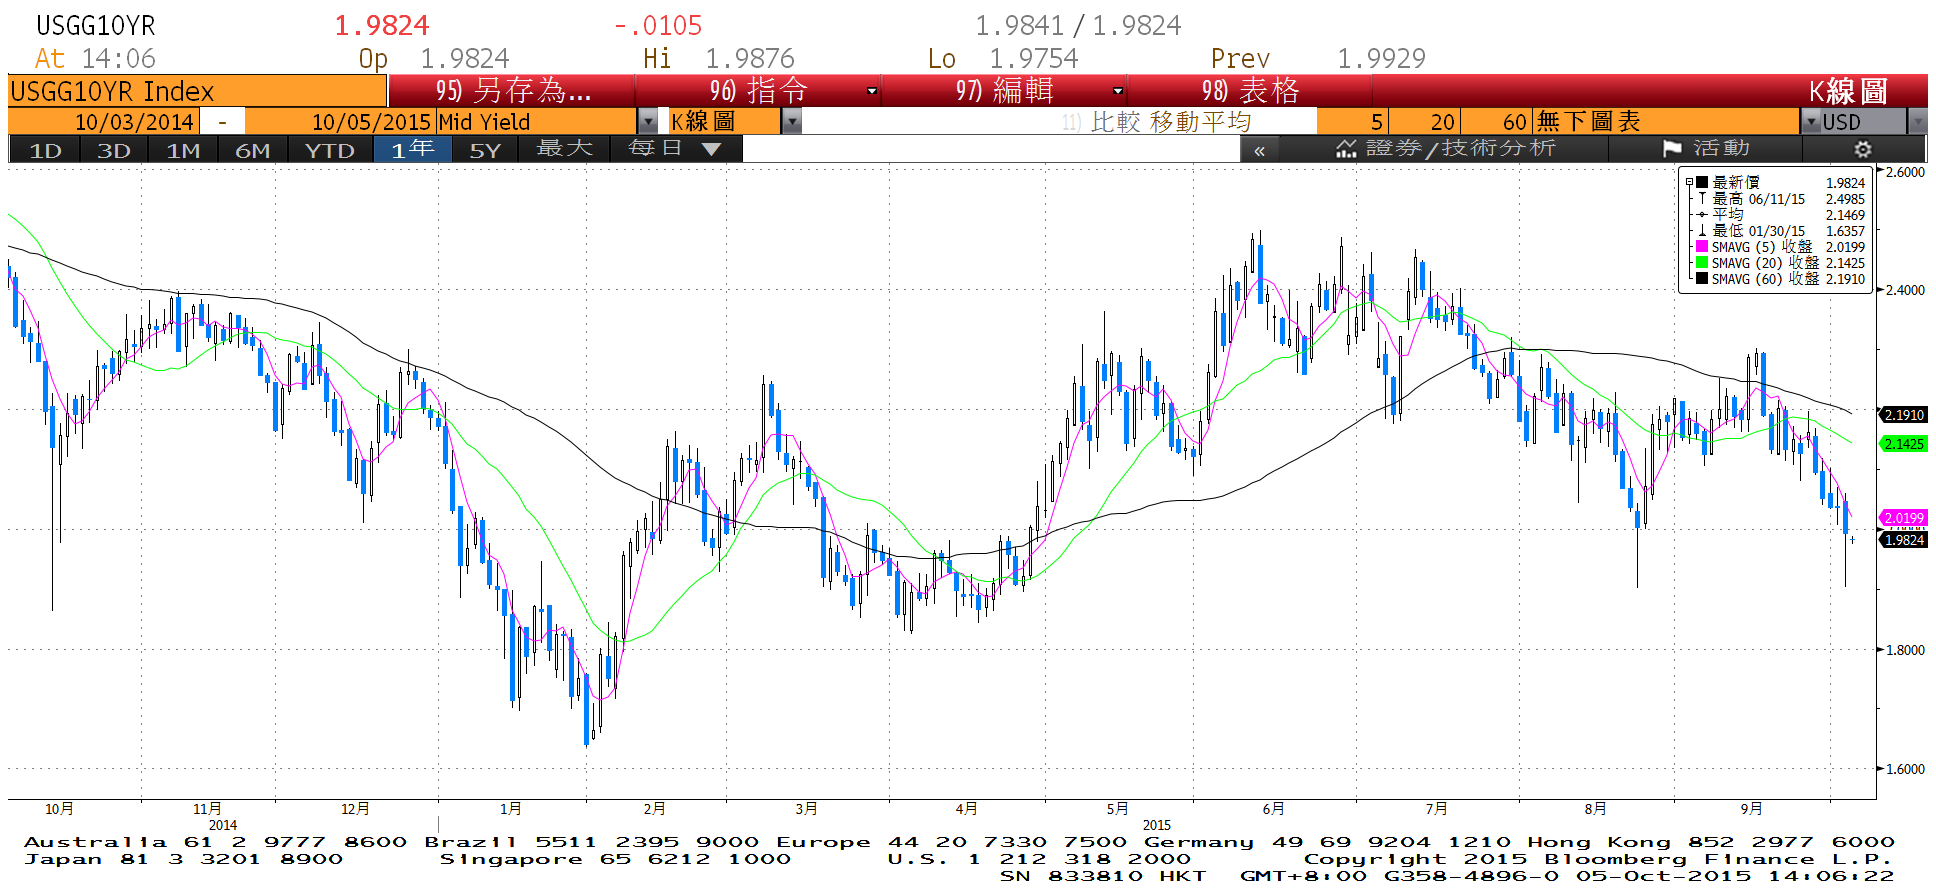 USGG10YR 1.9824 -.0105 1.9841 / 1.9824
At 14:06 Op 1.9824 Hi 1.9876 Lo 1.9754 Prev 1.9929
USGG10YR Index 95) 另存為... 96) 指令 97) 編輯 98) 表格 K線圖
10/03/2014 - 10/05/2015 Mid Yield K線圖 11) 比較 移動平均 5 20 60 無下圖表 USD
1D 3D 1M 6M YTD 1年 5Y 最大 每日 « 證券/技術分析 活動
最新價 1.9824
最高 06/11/15 2.4985
平均 2.1469
最低 01/30/15 1.6357
SMAVG (5) 收盤 2.0199
SMAVG (20) 收盤 2.1425
SMAVG (60) 收盤 2.1910
2.6000
2.4000
2.1910
2.1425
2.0199
1.9824
1.8000
1.6000
10月 11月 12月 1月 2月 3月 4月 5月 6月 7月 8月 9月
2014 2015
Australia 61 2 9777 8600 Brazil 5511 2395 9000 Europe 44 20 7330 7500 Germany 49 69 9204 1210 Hong Kong 852 2977 6000
Japan 81 3 3201 8900 Singapore 65 6212 1000 U.S. 1 212 318 2000 Copyright 2015 Bloomberg Finance L.P.
SN 833810 HKT GMT+8:00 G358-4896-0 05-Oct-2015 14:06:22